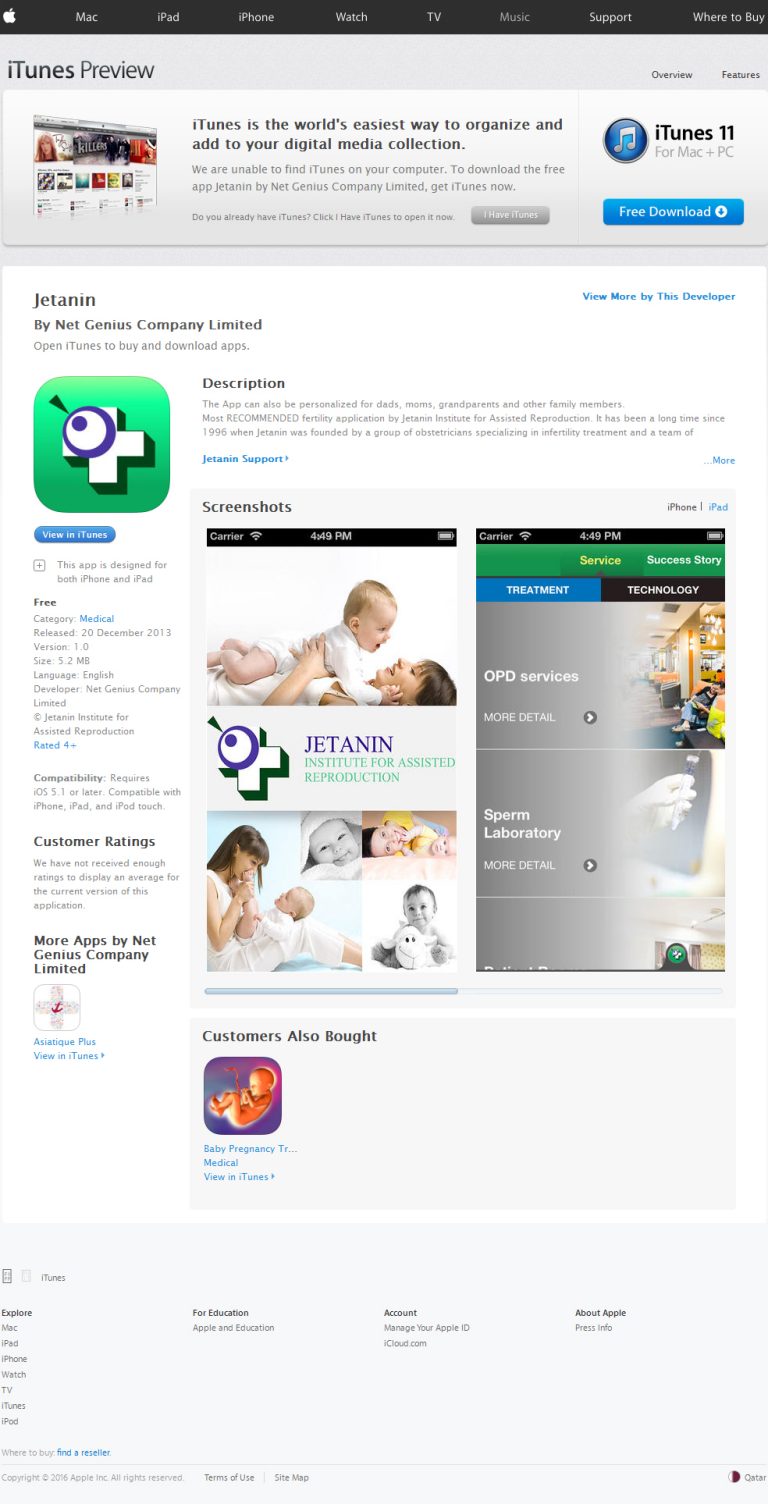 Mac iPad iPhone Watch TV Music Support Where to Buy
iTunes Preview
Overview Features
iTunes is the world's easiest way to organize and
add to your digital media collection.
We are unable to find iTunes on your computer. To download the free
app Jetanin by Net Genius Company Limited, get iTunes now.
Do you already have iTunes? Click I Have iTunes to open it now.
I Have iTunes
iTunes 11
For Mac + PC
Free Download
KILLERS
Jetanin
View More by This Developer
By Net Genius Company Limited
Open iTunes to buy and download apps.
View in iTunes
This app is designed for
both iPhone and iPad
Free
Category: Medical
Released: 20 December 2013
Version: 1.0
Size: 5.2 MB
Language: English
Developer: Net Genius Company
Limited
© Jetanin Institute for
Assisted Reproduction
Rated 4+
Compatibility: Requires
iOS 5.1 or later. Compatible with
iPhone, iPad, and iPod touch.
Customer Ratings
We have not received enough
ratings to display an average for
the current version of this
application.
More Apps by Net
Genius Company
Limited
Asiatique Plus
View in iTunes
Description
The App can also be personalized for dads, moms, grandparents and other family members.
Most RECOMMENDED fertility application by Jetanin Institute for Assisted Reproduction. It has been a long time since
1996 when Jetanin was founded by a group of obstetricians specializing in infertility treatment and a team of
Jetanin Support
...More
Screenshots
iPhone | iPad
Carrier 4:49 PM
JETANIN
INSTITUTE FOR ASSISTED
REPRODUCTION
Carrier 4:49 PM
Service Success Story
TREATMENT TECHNOLOGY
OPD services
MORE DETAIL
Sperm
Laboratory
MORE DETAIL
Customers Also Bought
Baby Pregnancy Tr...
Medical
View in iTunes
iTunes
Explore
Mac
iPad
iPhone
Watch
TV
iTunes
iPod
For Education
Apple and Education
Account
Manage Your Apple ID
iCloud.com
About Apple
Press Info
Where to buy: find a reseller.
Copyright © 2016 Apple Inc. All rights reserved. Terms of Use | Site Map
Qatar